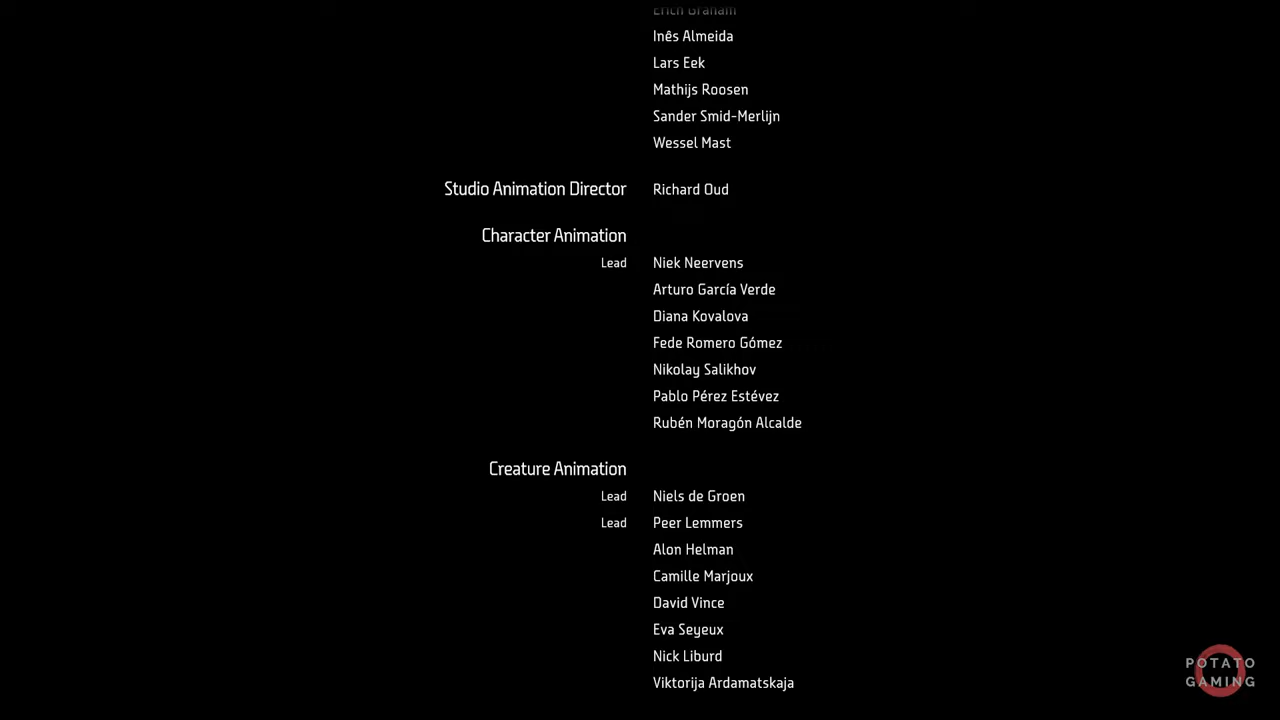 Erich Graham
Inês Almeida
Lars Eek
Mathijs Roosen
Sander Smid-Merlijn
Wessel Mast
Studio Animation Director Richard Oud
Character Animation
Lead Niek Neervens
Arturo García Verde
Diana Kovalova
Fede Romero Gómez
Nikolay Salikhov
Pablo Pérez Estévez
Rubén Moragón Alcalde
Creature Animation
Lead Niels de Groen
Lead Peer Lemmers
Alon Helman
Camille Marjoux
David Vince
Eva Seyeux
Nick Liburd
Viktorija Ardamatskaja
POTATO
GAMING